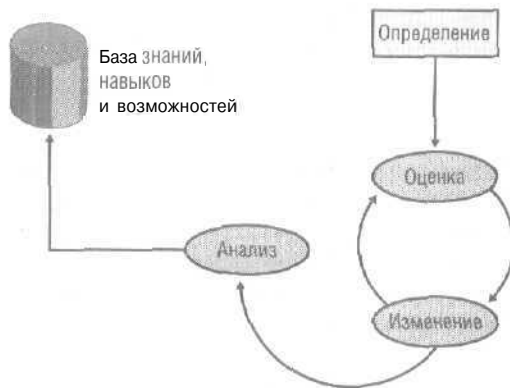 База знаний,
навыков
и возможностей
Определение
Оценка
Анализ
Изменение